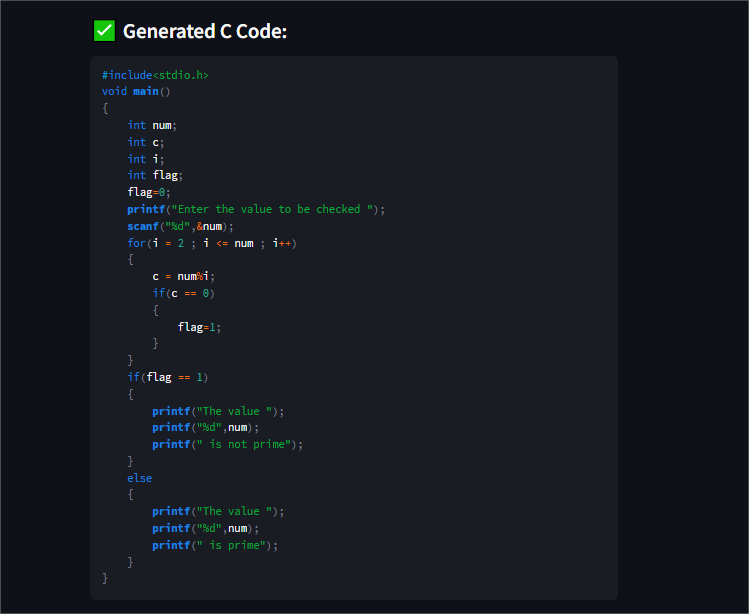 ✅ Generated C Code:
#include<stdio.h>
void main()
{
    int num;
    int c;
    int i;
    int flag;
    flag=0;
    printf("Enter the value to be checked ");
    scanf("%d",&num);
    for(i = 2 ; i <= num ; i++)
    {
        c = num%i;
        if(c == 0)
        {
            flag=1;
        }
    }
    if(flag == 1)
    {
        printf("The value ");
        printf("%d",num);
        printf(" is not prime");
    }
    else
    {
        printf("The value ");
        printf("%d",num);
        printf(" is prime");
    }
}